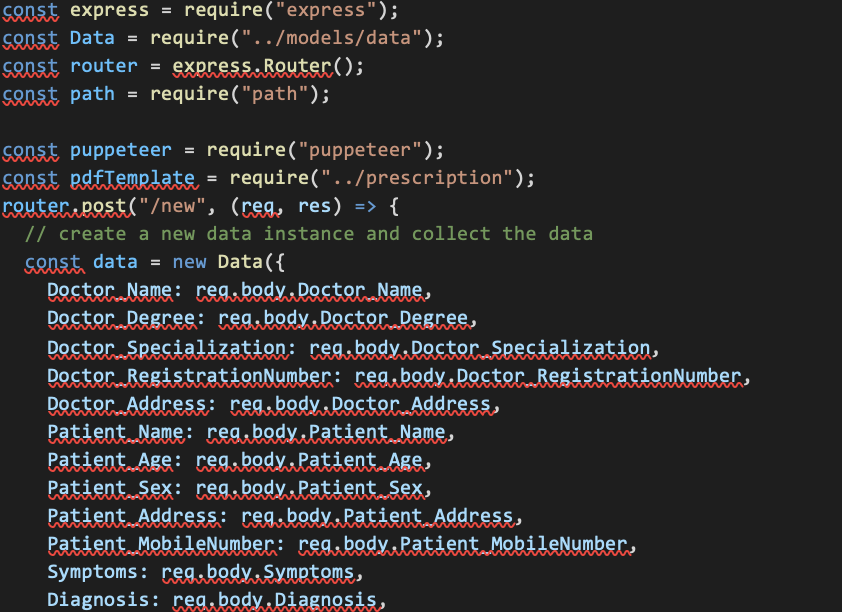 const express = require("express");
const Data = require("../models/data");
const router = express.Router();
const path = require("path");
const puppeteer = require("puppeteer");
const pdfTemplate = require("../prescription");
router.post("/new", (req, res) => {
// create a new data instance and collect the data
const data = new Data({
Doctor_Name: req.body.Doctor_Name,
Doctor_Degree: req.body.Doctor_Degree,
Doctor_Specialization: req.body.Doctor_Specialization,
Doctor_RegistrationNumber: req.body.Doctor_RegistrationNumber,
Doctor_Address: req.body.Doctor_Address,
Patient_Name: req.body.Patient_Name,
Patient_Age: req.body.Patient_Age,
Patient_Sex: req.body.Patient_Sex,
Patient_Address: req.body.Patient_Address,
Patient_MobileNumber: req.body.Patient_MobileNumber,
Symptoms: req.body.Symptoms,
Diagnosis: req.body.Diagnosis,